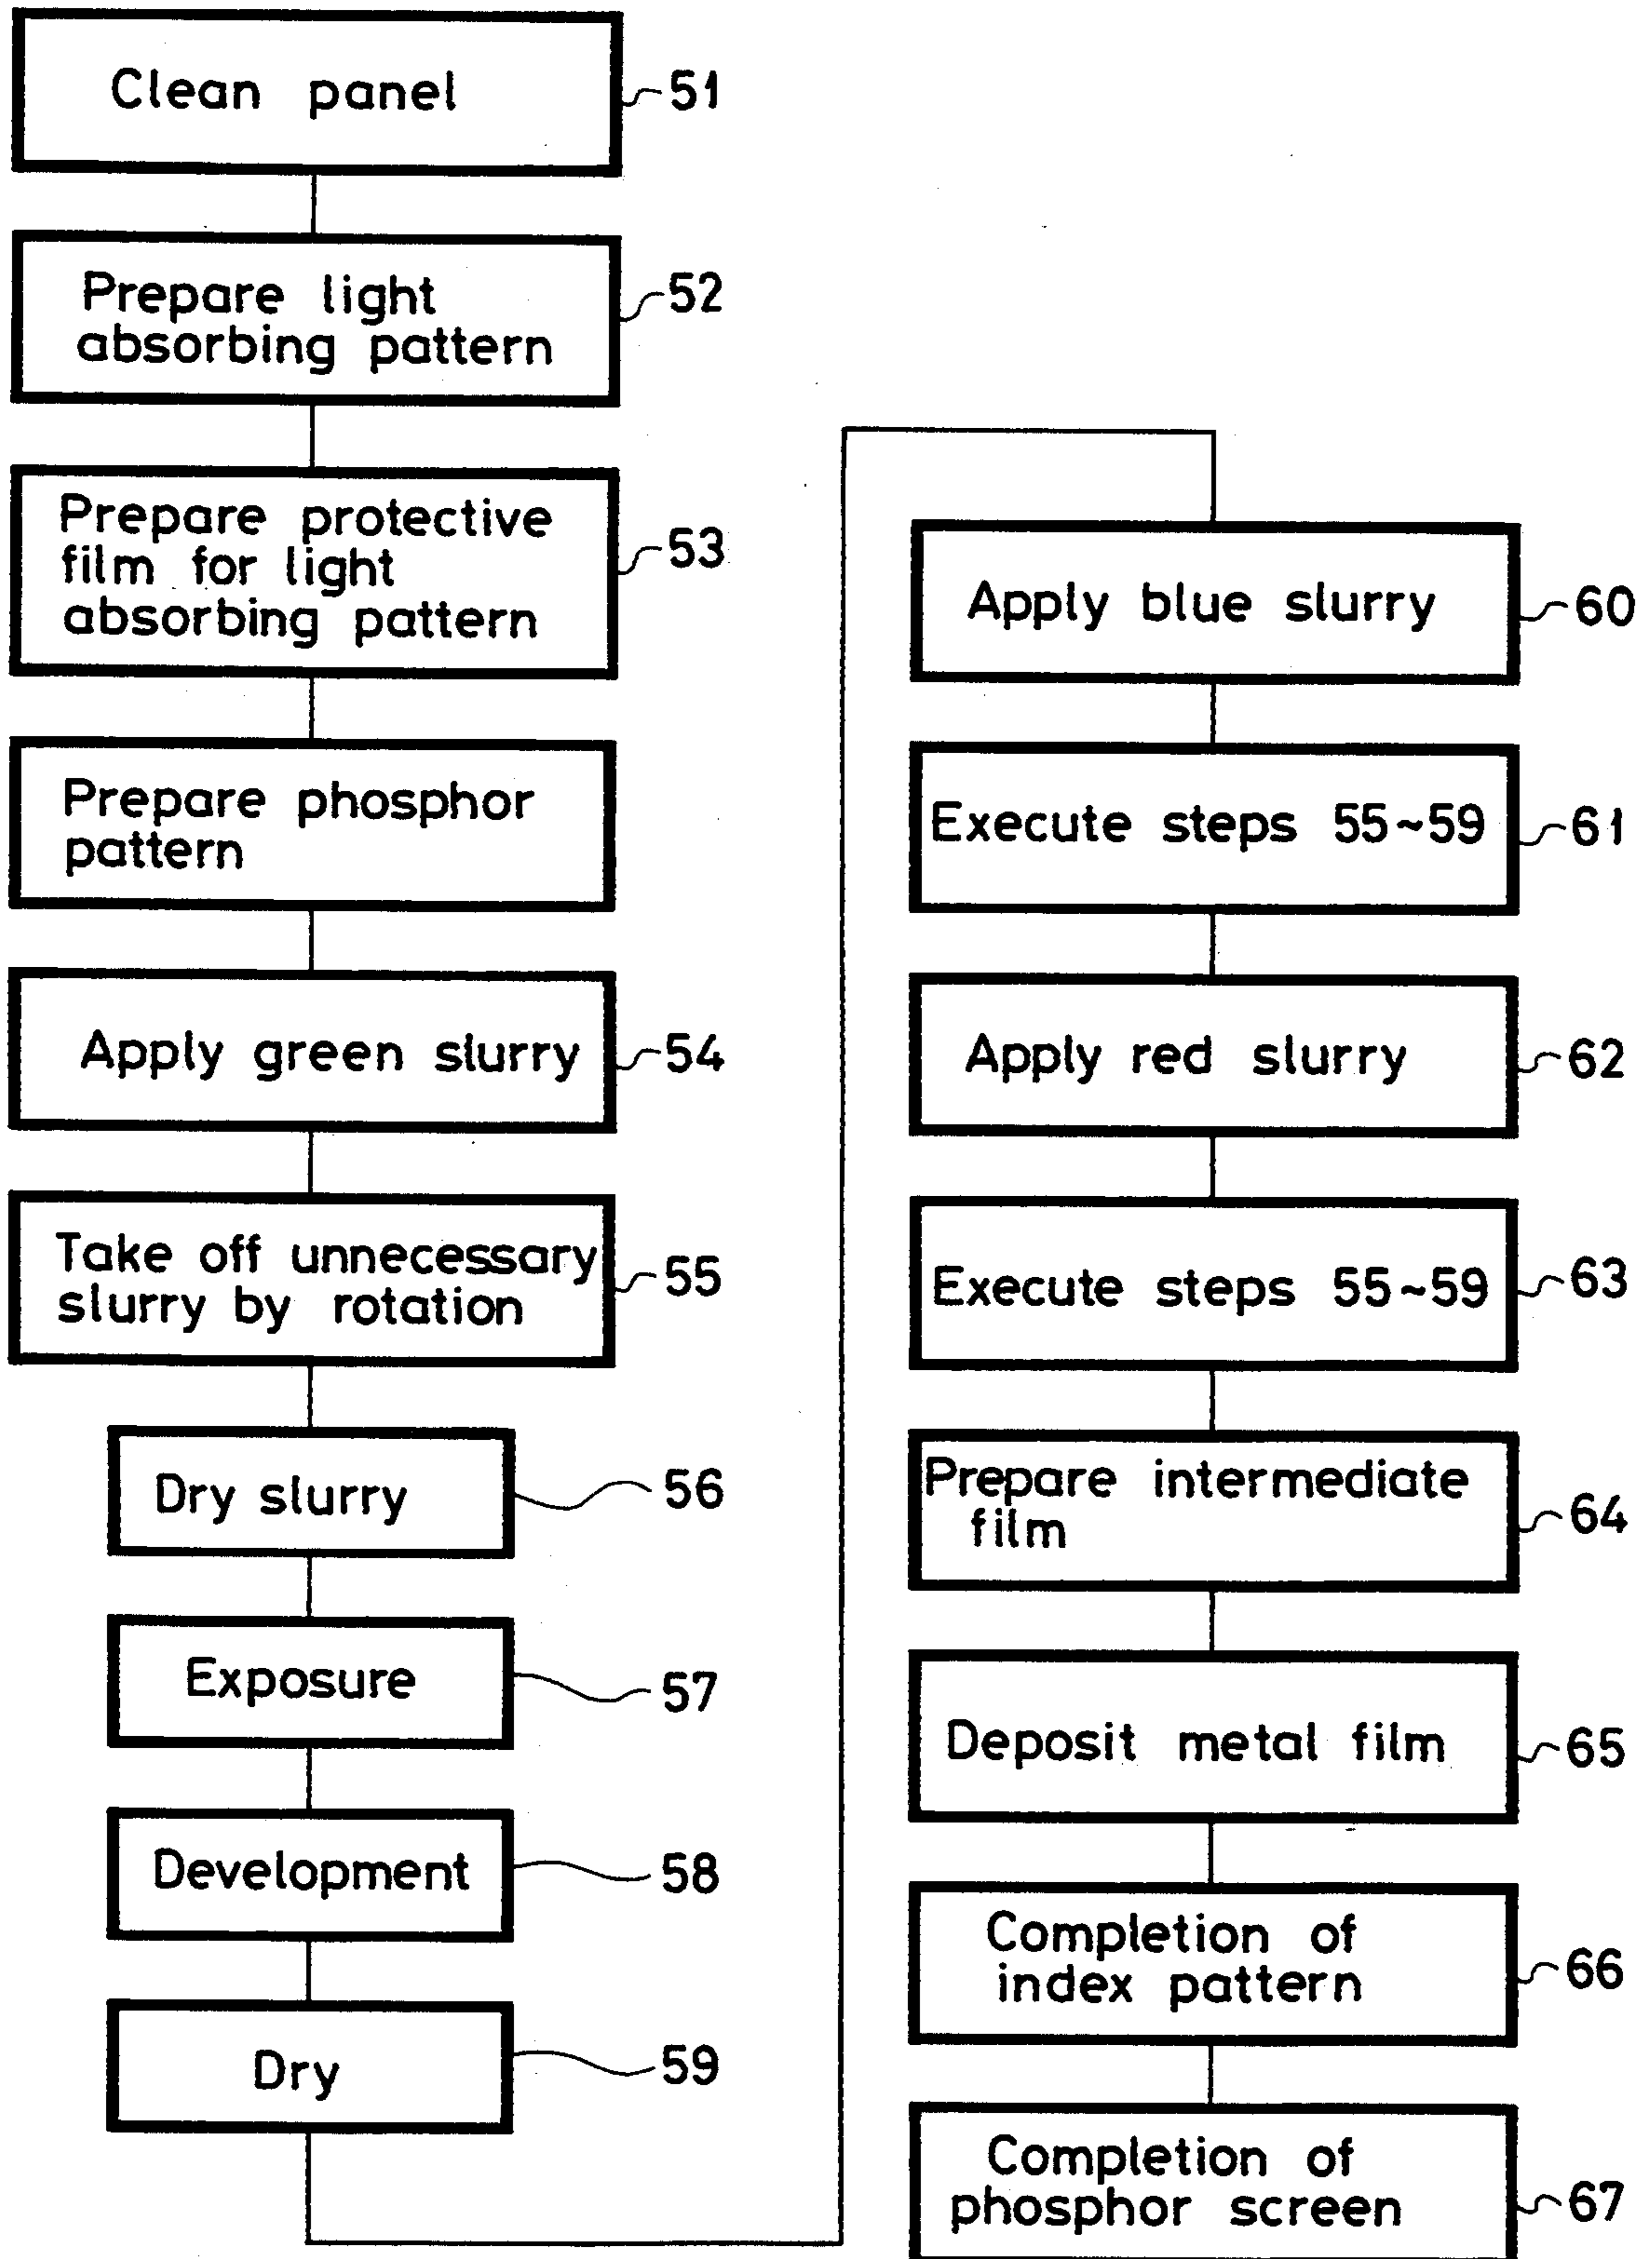 Clean panel
51
Prepare light
absorbing pattern
52
Prepare protective
film for light
absorbing pattern
53
Prepare phosphor
pattern
Apply green slurry
54
Take off unnecessary
slurry by rotation
55
Dry slurry
56
Exposure
57
Development
58
Dry
59
Apply blue slurry
60
Execute steps 55~59
61
Apply red slurry
62
Execute steps 55~59
63
Prepare intermediate
film
64
Deposit metal film
65
Completion of
index pattern
66
Completion of
phosphor screen
67